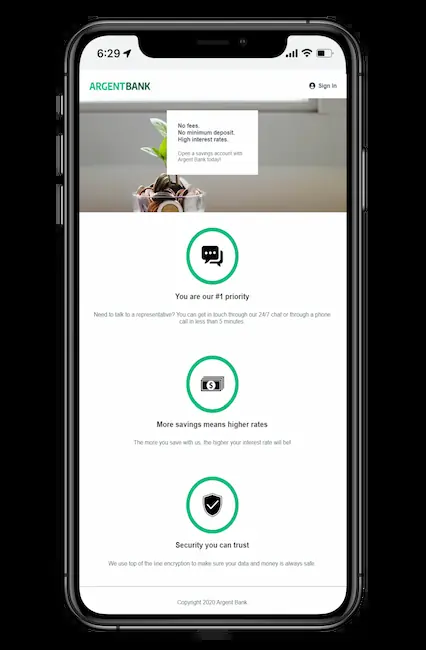 6:29
ARGENTBANK
Sign In
No fees.
No minimum deposit.
High interest rates.
Open a savings account with
Argent Bank today!
You are our #1 priority
Need to talk to a representative? You can get in touch through our 24/7 chat or through a phone
call in less than 5 minutes.
$
More savings means higher rates
The more you save with us, the higher your interest rate will be!
Security you can trust
We use top of the line encryption to make sure your data and money is always safe.
Copyright 2020 Argent Bank